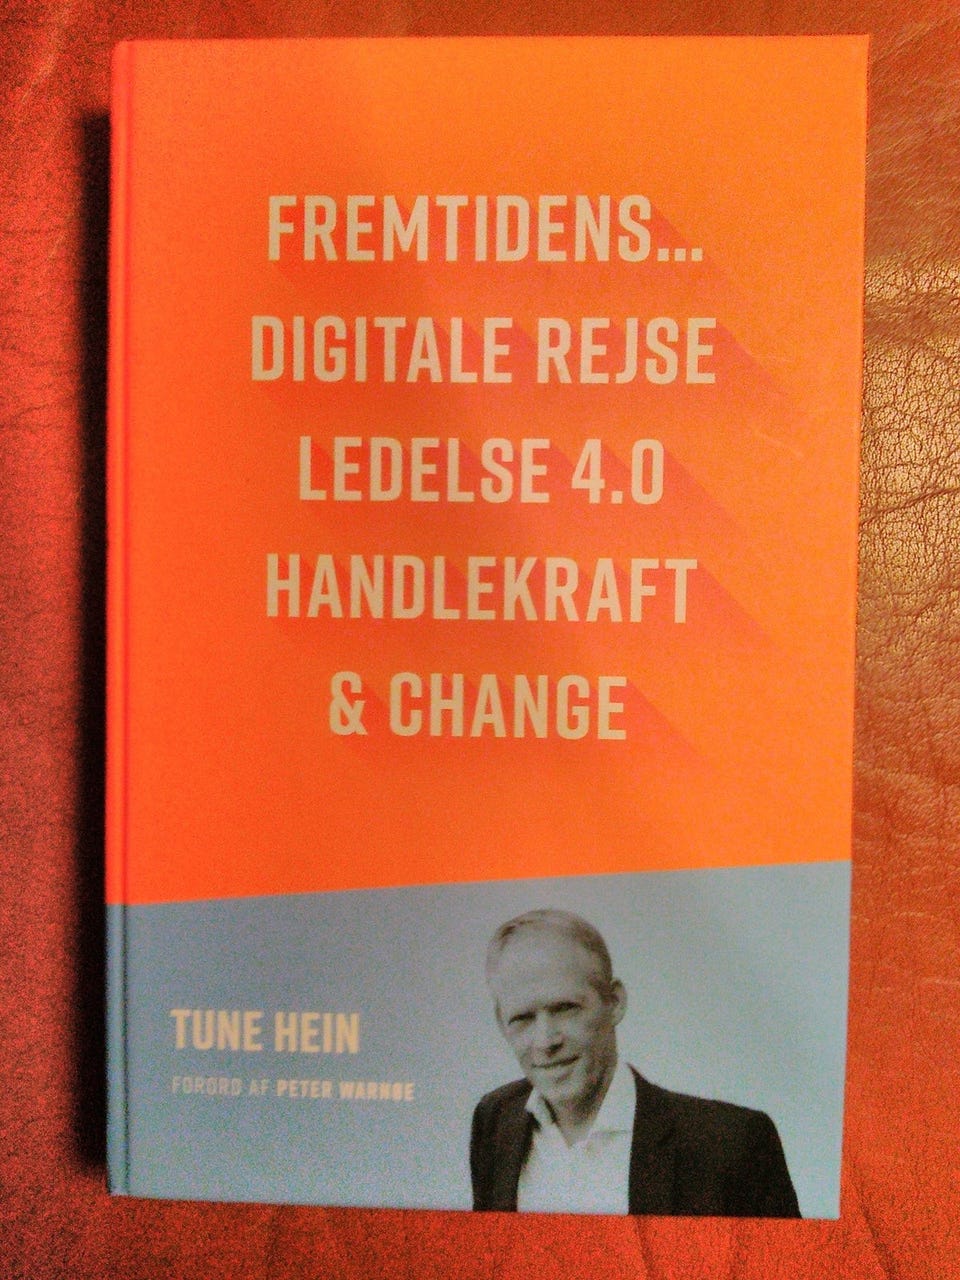 FREMTIDENS...
DIGITALE REJSE
LEDELSE 4.0
HANDLEKRAFT
& CHANGE
TUNE HEIN
FORORD AF PETER WARNØE